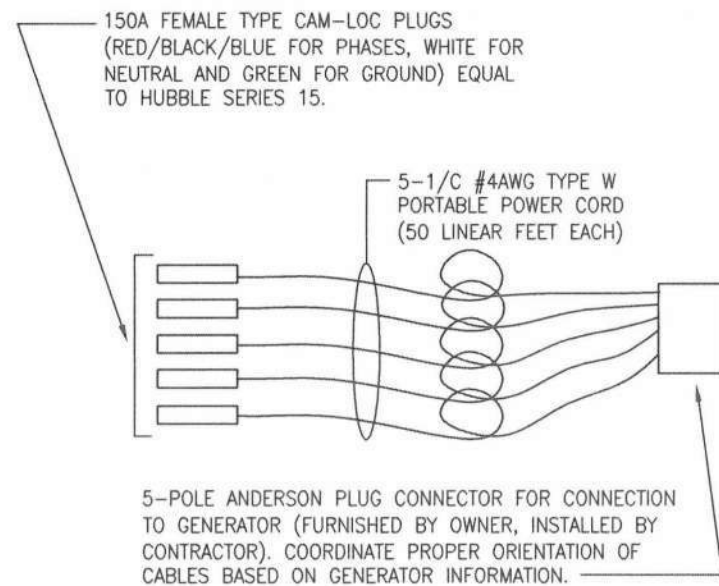 150A FEMALE TYPE CAM-LOC PLUGS
(RED/BLACK/BLUE FOR PHASES, WHITE FOR
NEUTRAL AND GREEN FOR GROUND) EQUAL
TO HUBBLE SERIES 15.
5-1/C #4AWG TYPE W
PORTABLE POWER CORD
(50 LINEAR FEET EACH)
5-POLE ANDERSON PLUG CONNECTOR FOR CONNECTION
TO GENERATOR (FURNISHED BY OWNER, INSTALLED BY
CONTRACTOR). COORDINATE PROPER ORIENTATION OF
CABLES BASED ON GENERATOR INFORMATION.